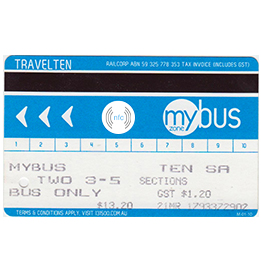 TRAVELTEN
RAILCORP ABN 59 325 778 353 TAX INVOICE (INCLUDES GST)
nfc
mybus
zone
1 2 3 4 5 6 7 8 9 10
MYBUS TEN SA
TWO 3-5 SECTIONS
BUS ONLY GST $1.20
$13.20 21MR
TERMS & CONDITIONS APPLY. VISIT 131500.COM.AU